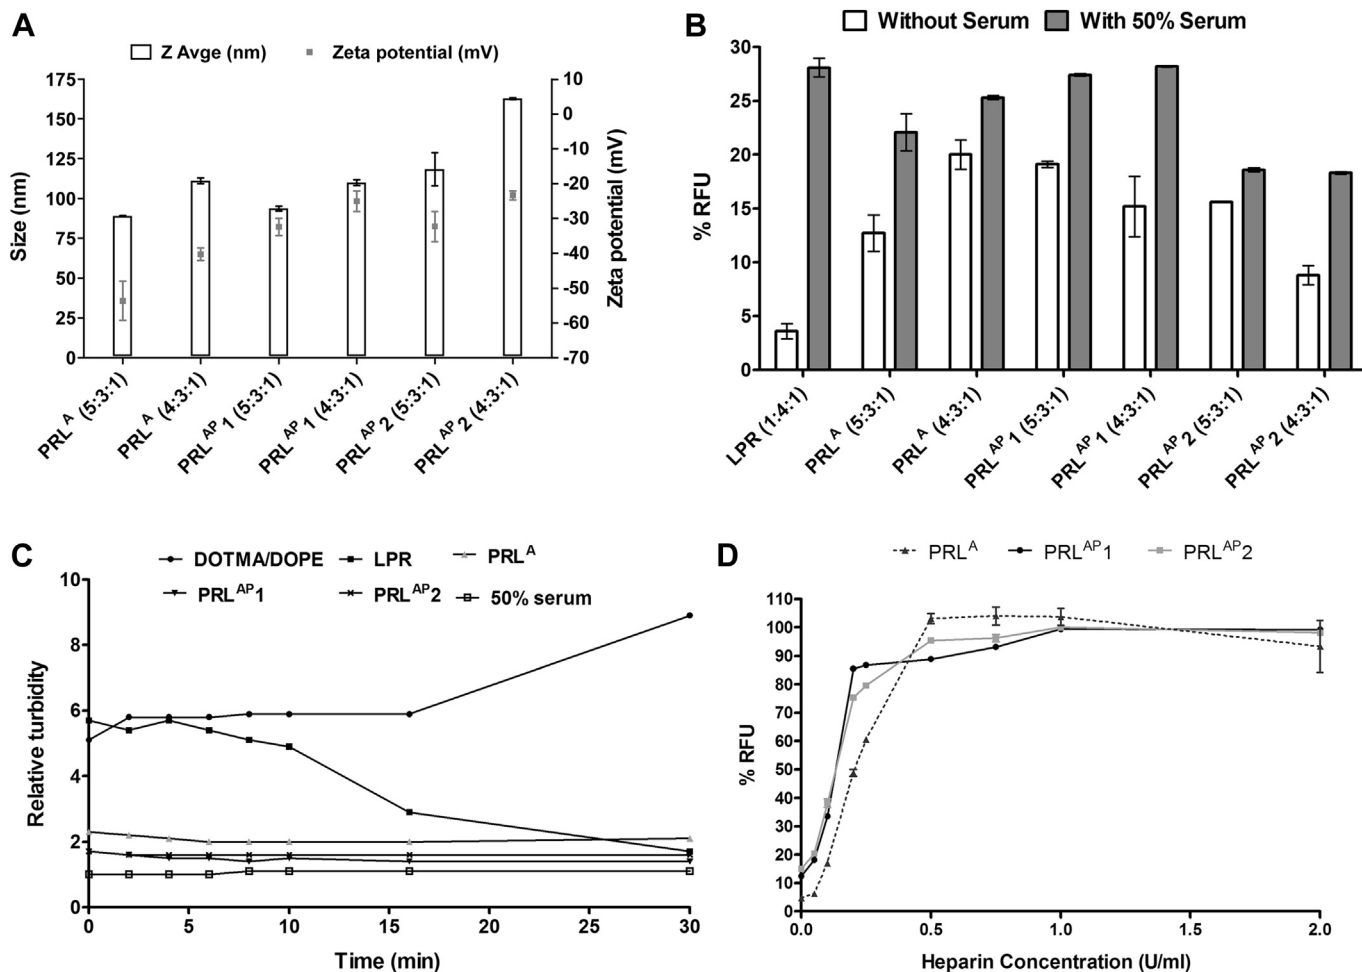 A
Z Avge (nm) Zeta potential (mV)
175
150
125
100
75
50
25
0
Size (nm)
10
0
-10
-20
-30
-40
-50
-60
-70
Zeta potential (mV)
PRL^A (5:3:1)
PRL^A (4:3:1)
PRL^AP 1 (5:3:1)
PRL^AP 1 (4:3:1)
PRL^AP 2 (5:3:1)
PRL^AP 2 (4:3:1)
B
Without Serum With 50% Serum
30
25
20
15
10
5
0
% RFU
LPR (1:4:1)
PRL^A (5:3:1)
PRL^A (4:3:1)
PRL^AP 1 (5:3:1)
PRL^AP 1 (4:3:1)
PRL^AP 2 (5:3:1)
PRL^AP 2 (4:3:1)
C
DOTMA/DOPE LPR PRL^A
PRL^AP1 PRL^AP2 50% serum
10
8
6
4
2
0
Relative turbidity
0 5 10 15 20 25 30
Time (min)
D
PRL^A PRL^AP1 PRL^AP2
110
100
90
80
70
60
50
40
30
20
10
0
% RFU
0.0 0.5 1.0 1.5 2.0
Heparin Concentration (U/ml)